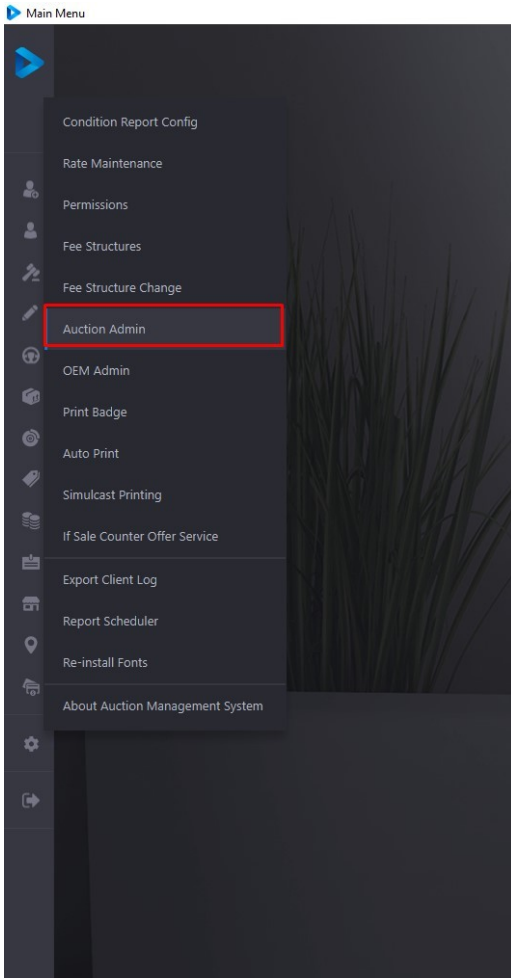 Main Menu
Condition Report Config
Rate Maintenance
Permissions
Fee Structures
Fee Structure Change
Auction Admin
OEM Admin
Print Badge
Auto Print
Simulcast Printing
If Sale Counter Offer Service
Export Client Log
Report Scheduler
Re-install Fonts
About Auction Management System